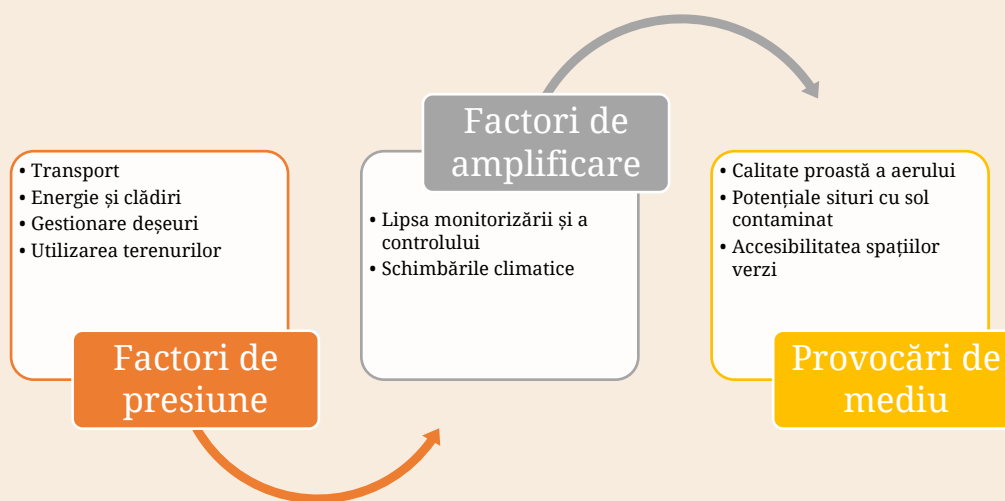 • Transport
• Energie și clădiri
• Gestionare deșeuri
• Utilizarea terenurilor
Factori de
presiune
Factori de
amplificare
• Lipsa monitorizării și a
controlului
• Schimbările climatice
• Calitate proastă a aerului
• Potențiale situri cu sol
contaminat
• Accesibilitatea spațiilor
verzi
Provocări de
mediu